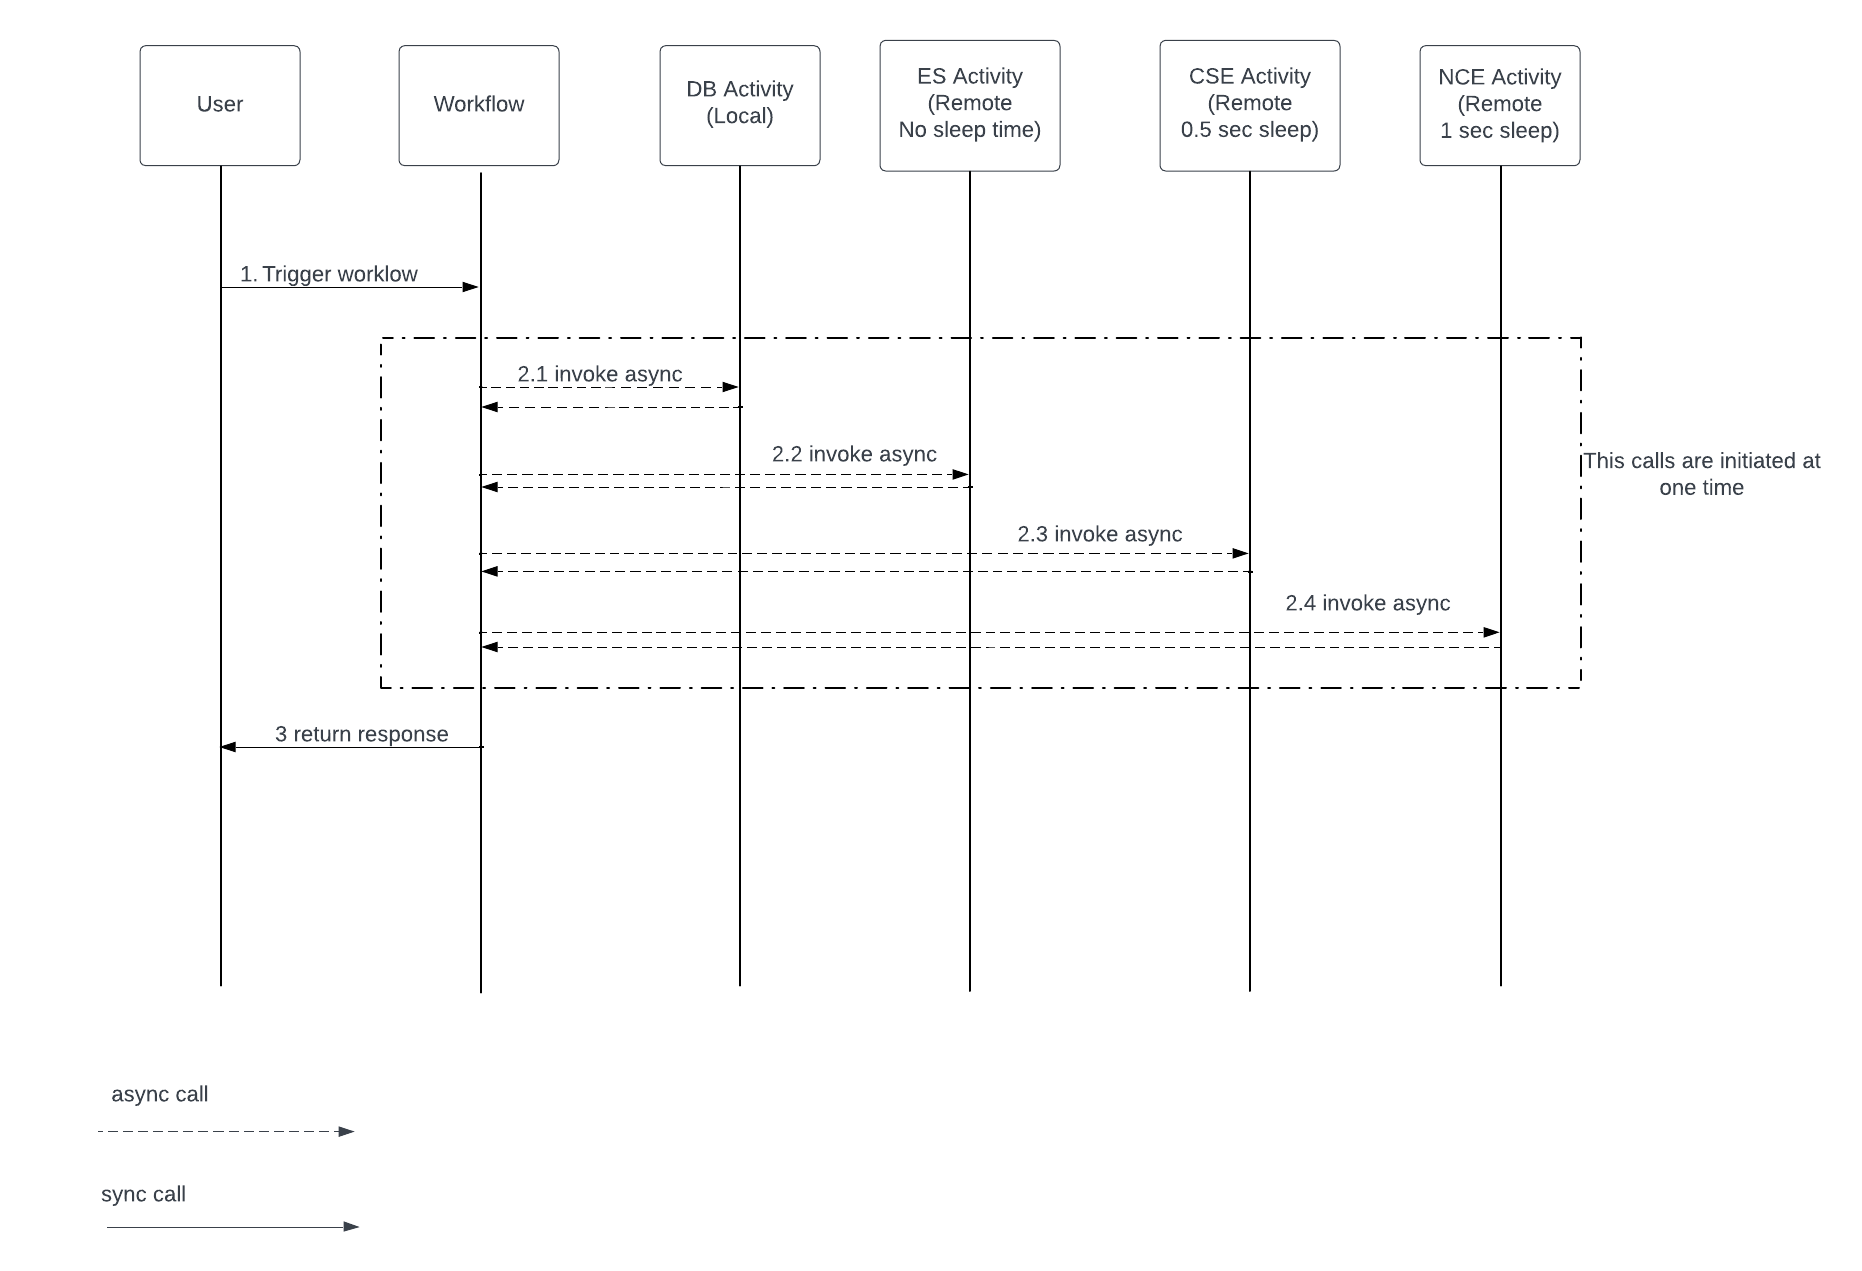 User
Workflow
DB Activity
(Local)
ES Activity
(Remote
No sleep time)
CSE Activity
(Remote
0.5 sec sleep)
NCE Activity
(Remote
1 sec sleep)
1. Trigger worklow
2.1 invoke async
2.2 invoke async
This calls are initiated at
one time
2.3 invoke async
2.4 invoke async
3 return response
async call
sync call